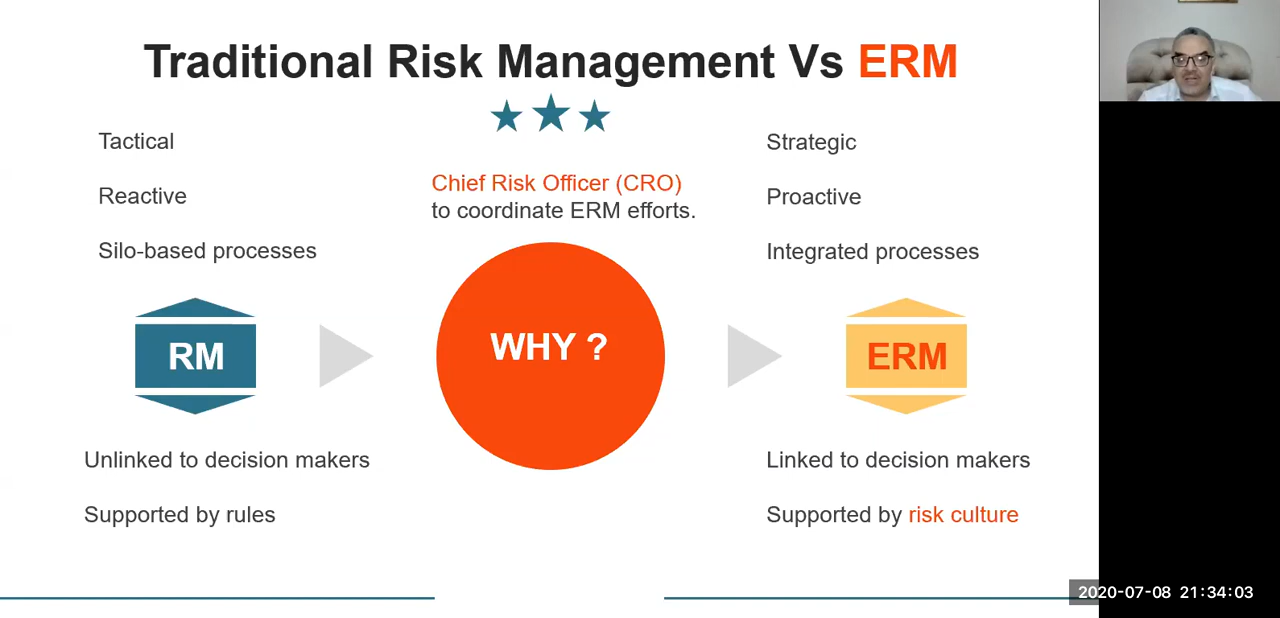 Traditional Risk Management Vs ERM
Tactical
Reactive
Silo-based processes
Chief Risk Officer (CRO)
to coordinate ERM efforts.
Strategic
Proactive
Integrated processes
RM
WHY ?
ERM
Unlinked to decision makers
Supported by rules
Linked to decision makers
Supported by risk culture
2020-07-08 21:34:03